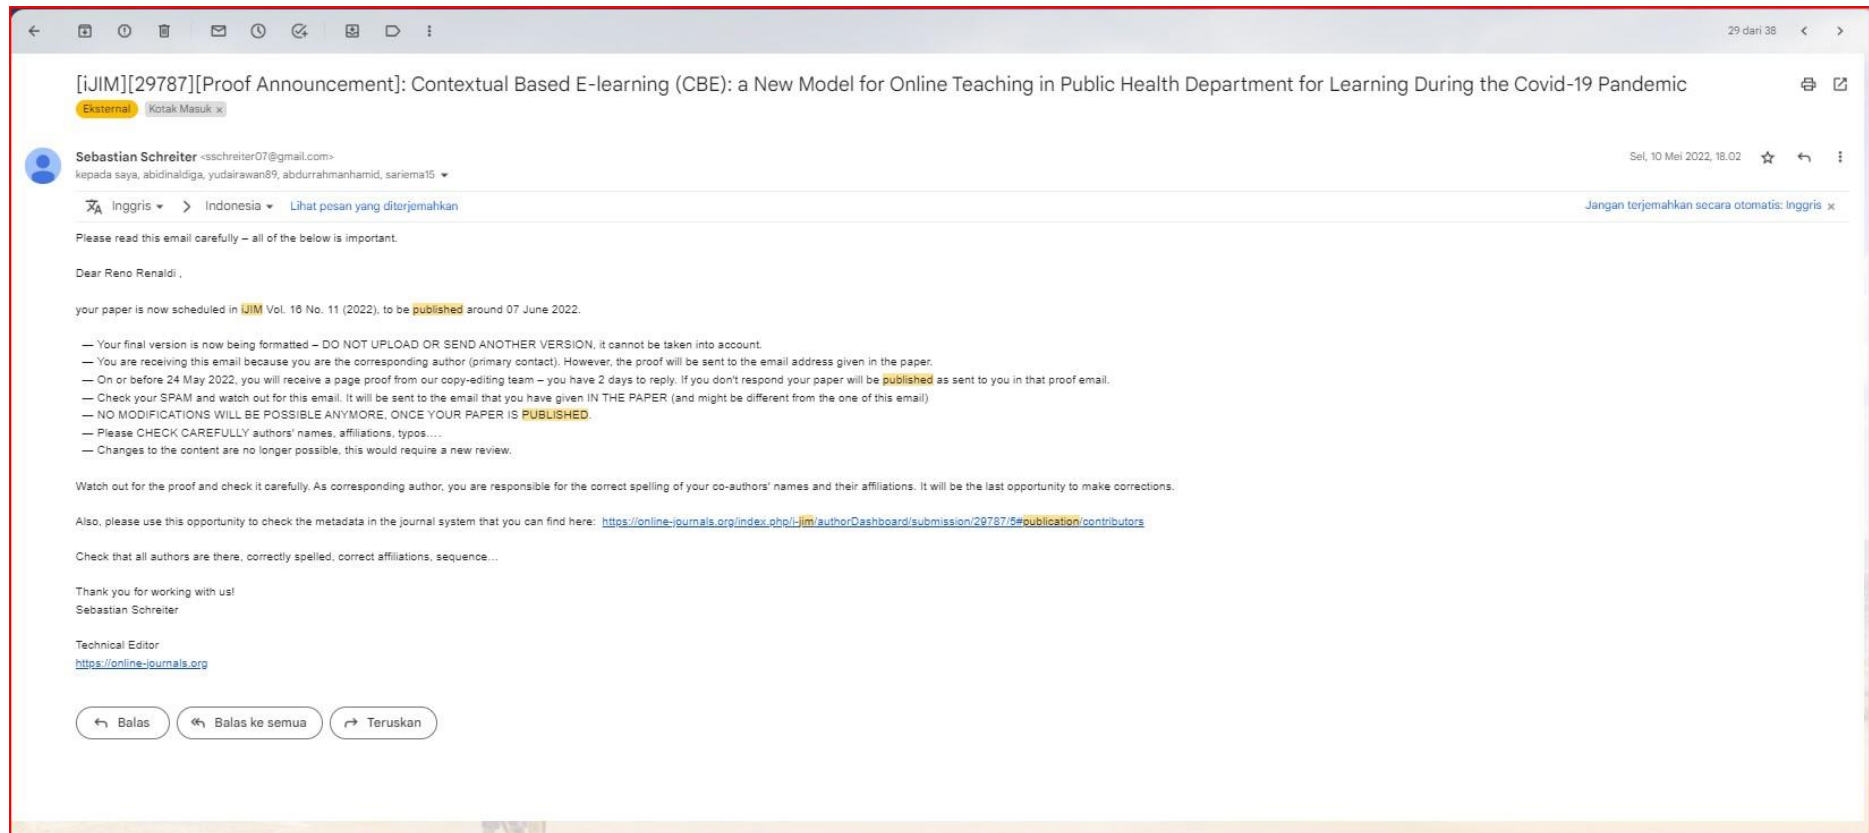 29 dari 38
[iJIM][29787][Proof Announcement]: Contextual Based E-learning (CBE): a New Model for Online Teaching in Public Health Department for Learning During the Covid-19 Pandemic
Eksternal Kotak Masuk x
Sebastian Schreiter <sschreiter07@gmail.com>
Sel, 10 Mei 2022, 18.02
kepada saya, abidinaldiga, yudairawan89, abdurrahmanhamid, sariema15
Inggris > Indonesia Lihat pesan yang diterjemahkan
Jangan terjemahkan secara otomatis: Inggris x
Please read this email carefully – all of the below is important.
Dear Reno Renaldi ,
your paper is now scheduled in iJIM Vol. 16 No. 11 (2022), to be published around 07 June 2022.
— Your final version is now being formatted – DO NOT UPLOAD OR SEND ANOTHER VERSION, it cannot be taken into account.
— You are receiving this email because you are the corresponding author (primary contact). However, the proof will be sent to the email address given in the paper.
— On or before 24 May 2022, you will receive a page proof from our copy-editing team – you have 2 days to reply. If you don't respond your paper will be published as sent to you in that proof email.
— Check your SPAM and watch out for this email. It will be sent to the email that you have given IN THE PAPER (and might be different from the one of this email)
— NO MODIFICATIONS WILL BE POSSIBLE ANYMORE, ONCE YOUR PAPER IS PUBLISHED.
— Please CHECK CAREFULLY authors' names, affiliations, typos….
— Changes to the content are no longer possible, this would require a new review.
Watch out for the proof and check it carefully. As corresponding author, you are responsible for the correct spelling of your co-authors' names and their affiliations. It will be the last opportunity to make corrections.
Also, please use this opportunity to check the metadata in the journal system that you can find here: https://online-journals.org/index.php/i-jim/authorDashboard/submission/29787/5#publication/contributors
Check that all authors are there, correctly spelled, correct affiliations, sequence…
Thank you for working with us!
Sebastian Schreiter
Technical Editor
https://online-journals.org
Balas
Balas ke semua
Teruskan